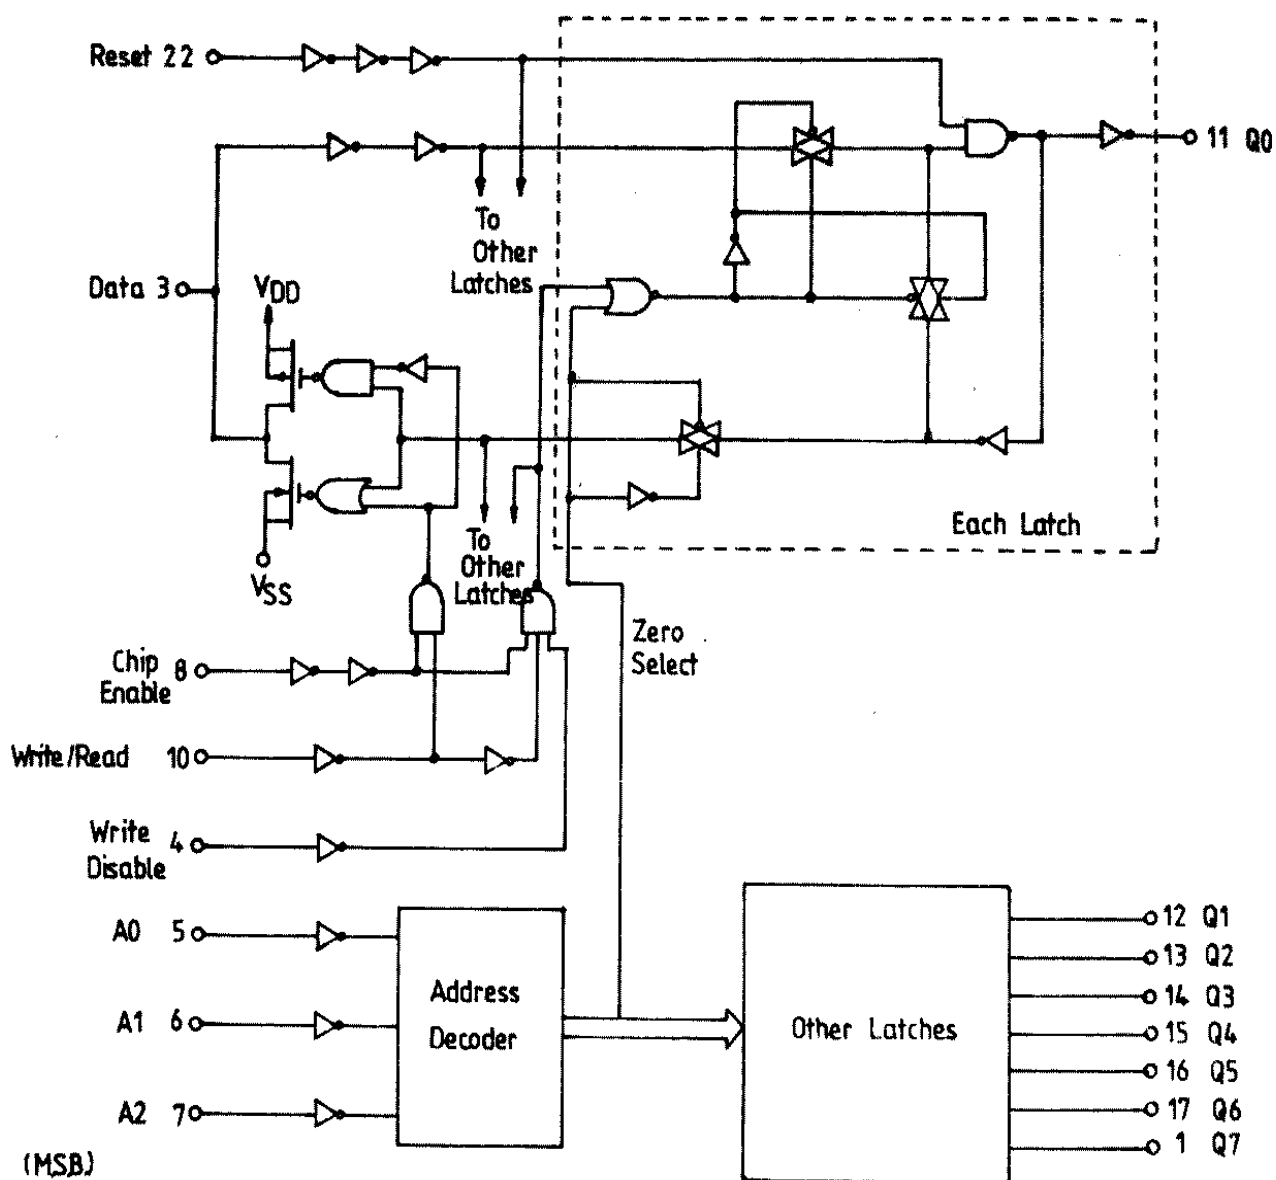 Reset 22
11 Q0
To
Other
Latches
Data 3
VDD
VSS
To
Other
Latches
Each Latch
Zero
Select
Chip 8
Enable
Write/Read 10
Write 4
Disable
A0 5
A1 6
A2 7
(M.S.B.)
Address
Decoder
Other Latches
12 Q1
13 Q2
14 Q3
15 Q4
16 Q5
17 Q6
1 Q7